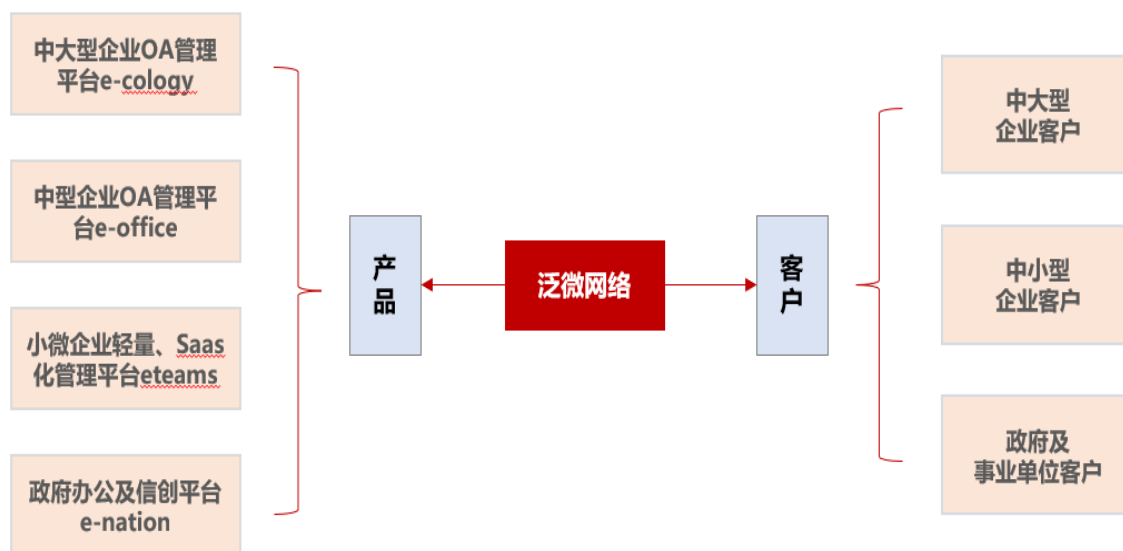 中大型企业OA管理
平台e-cology
中型企业OA管理平
台e-office
小微企业轻量、Saas
化管理平台eteams
政府办公及信创平台
e-nation
产
品
泛微网络
客
户
中大型
企业客户
中小型
企业客户
政府及
事业单位客户